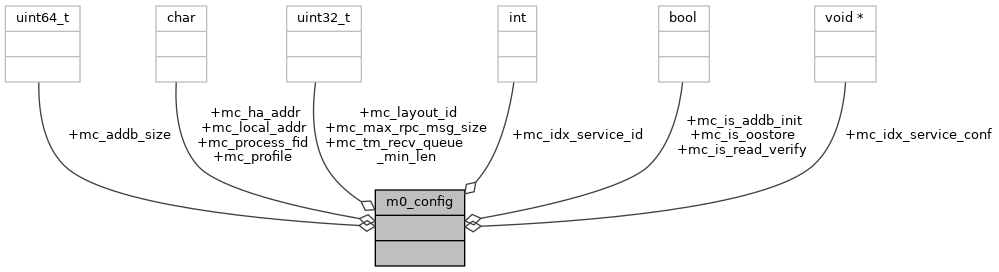 uint64_t
char
uint32_t
int
bool
void *
+mc_addb_size
+mc_ha_addr
+mc_local_addr
+mc_process_fid
+mc_profile
+mc_layout_id
+mc_max_rpc_msg_size
+mc_tm_recv_queue
_min_len
+mc_idx_service_id
+mc_is_addb_init
+mc_is_oostore
+mc_is_read_verify
+mc_idx_service_conf
m0_config